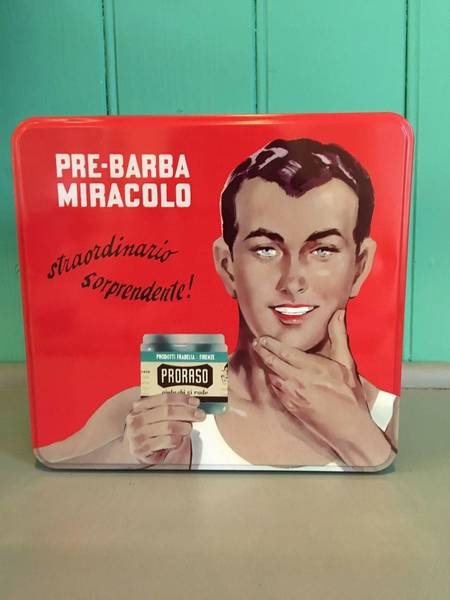 PRE-BARBA
MIRACOLO
straordinario
sorprendente!
PRODOTTI FRABELIA - FIRENZE
PRORASO